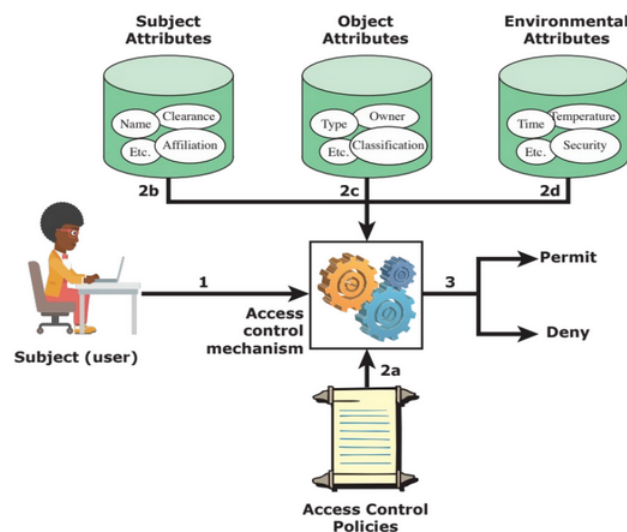 Subject
Attributes
Object
Attributes
Environmental
Attributes
Name
Clearance
Etc.
Affiliation
Type
Owner
Etc.
Classification
Time
Temperature
Etc.
Security
2b
2c
2d
1
Access
control
mechanism
3
Permit
Deny
Subject (user)
2a
Access Control
Policies